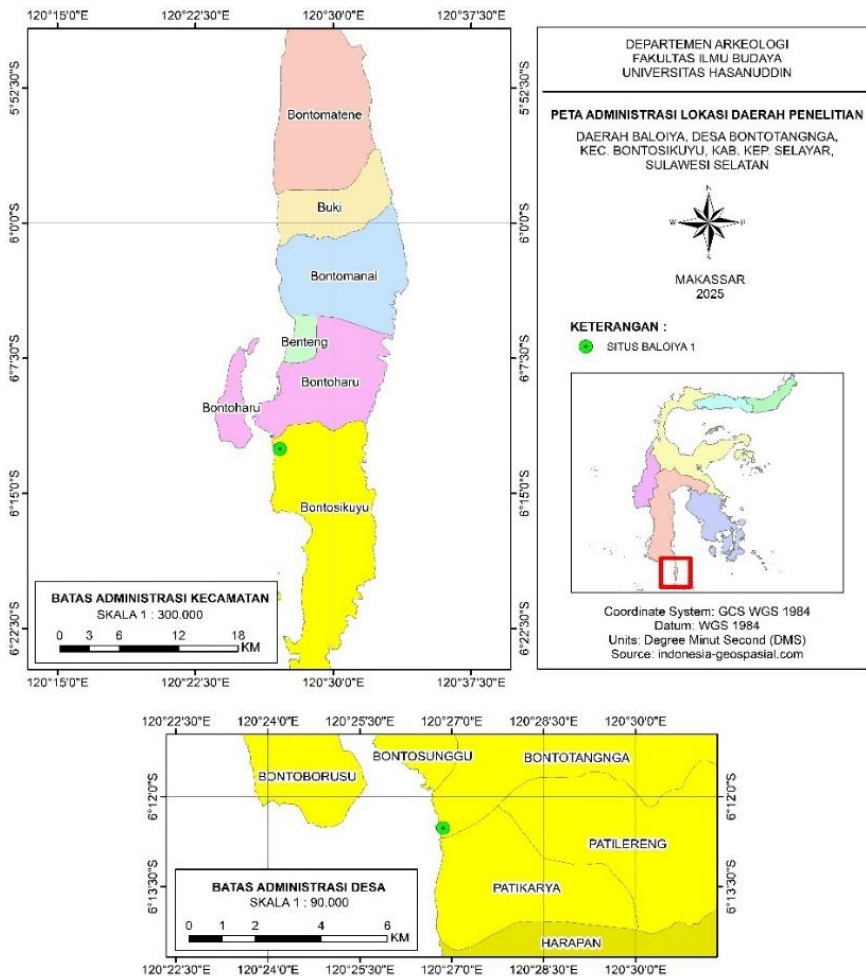 120°15'0"E 120°22'30"E 120°30'0"E 120°37'30"E
5°52'30"S
6°0'0"S
6°7'30"S
6°15'0"S
6°22'30"S
Bontomatene
Buki
Bontomanai
Benteng
Bontoharu
Bontoharu
Bontosikuyu
5°52'30"S
6°0'0"S
6°7'30"S
6°15'0"S
6°22'30"S
BATAS ADMINISTRASI KECAMATAN
SKALA 1 : 300.000
0 3 6 12 18
KM
120°15'0"E 120°22'30"E 120°30'0"E 120°37'30"E
DEPARTEMEN ARKEOLOGI
FAKULTAS ILMU BUDAYA
UNIVERSITAS HASANUDDIN
PETA ADMINISTRASI LOKASI DAERAH PENELITIAN
DAERAH BALOIYA, DESA BONTOTANGNGA,
KEC. BONTOSIKUYU, KAB. KEP. SELAYAR,
SULAWESI SELATAN
N
W
S
MAKASSAR
2025
KETERANGAN :
SITUS BALOIYA 1
Coordinate System: GCS WGS 1984
Datum: WGS 1984
Units: Degree Minut Second (DMS)
Source: indonesia-geospasial.com
120°22'30"E 120°24'0"E 120°25'30"E 120°27'0"E 120°28'30"E 120°30'0"E
BONTOSUNGGU
BONTOTANGNGA
BONTOBORUSU
6°12'0"S
6°12'0"S
PATILERENG
6°13'30"S
6°13'30"S
PATIKARYA
HARAPAN
BATAS ADMINISTRASI DESA
SKALA 1 : 90.000
0 1 2 4 6
KM
120°22'30"E 120°24'0"E 120°25'30"E 120°27'0"E 120°28'30"E 120°30'0"E